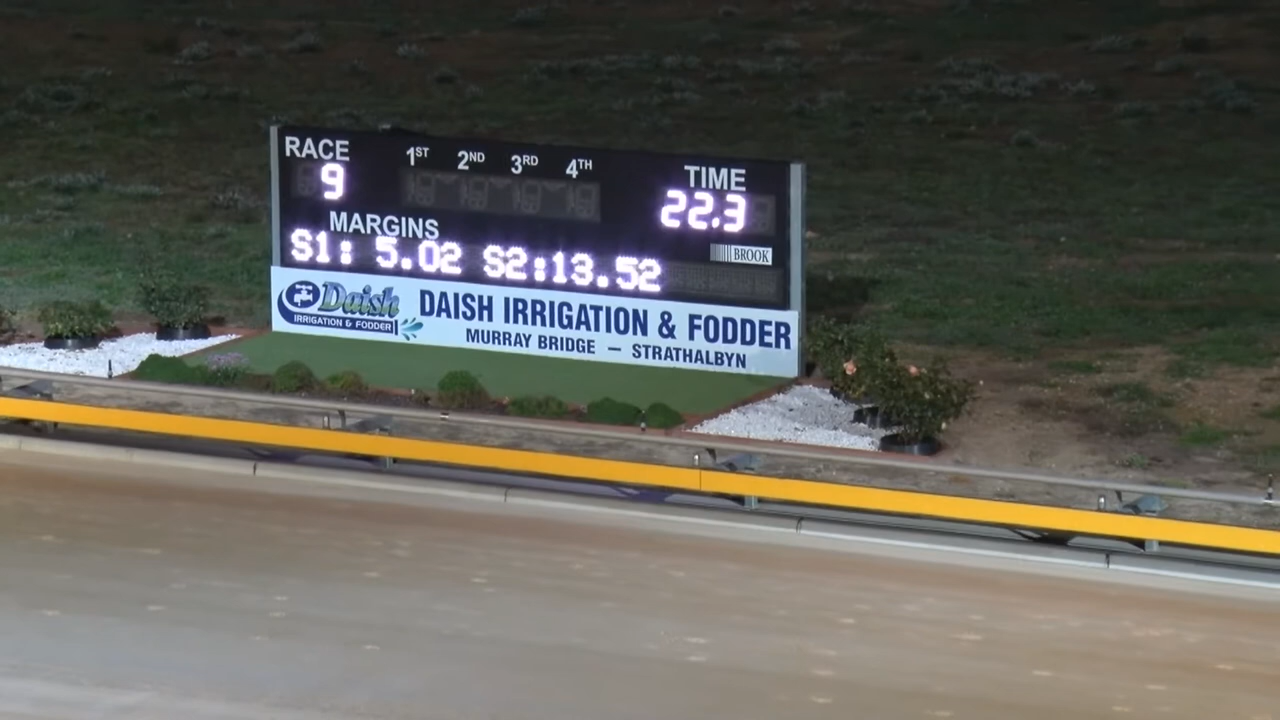 RACE 1ST 2ND 3RD 4TH TIME
9 22.3
MARGINS
BROOK
S1: 5.02 S2:13.52
Daish
IRRIGATION & FODDER
DAISH IRRIGATION & FODDER
MURRAY BRIDGE – STRATHALBYN